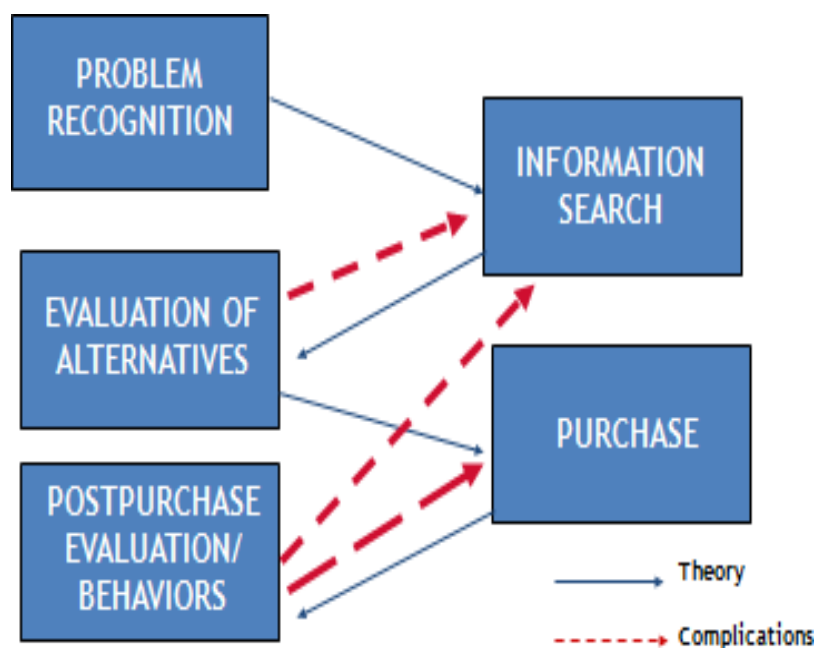 PROBLEM
RECOGNITION
INFORMATION
SEARCH
EVALUATION OF
ALTERNATIVES
PURCHASE
POSTPURCHASE
EVALUATION/
BEHAVIORS
Theory
Complications